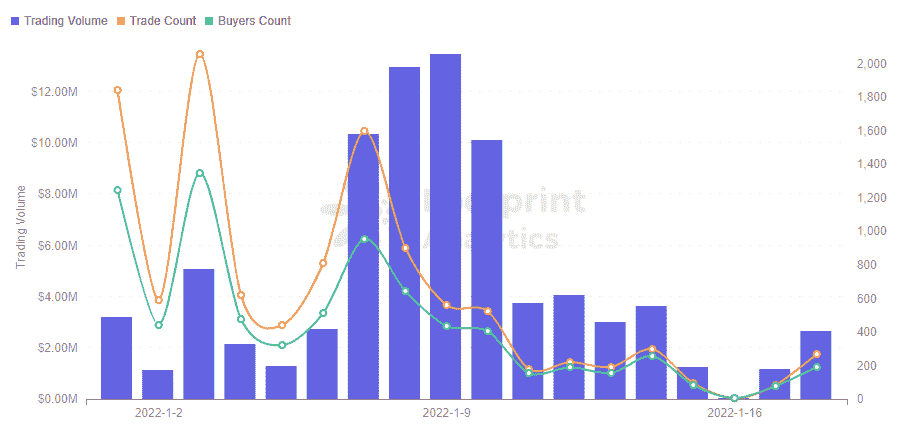 Trading Volume Trade Count Buyers Count
$12.00M
$10.00M
$8.00M
$6.00M
$4.00M
$2.00M
$0.00M
Trading Volume
2,000
1,800
1,600
1,400
1,200
1,000
800
600
400
200
0
2022-1-2 2022-1-9 2022-1-16